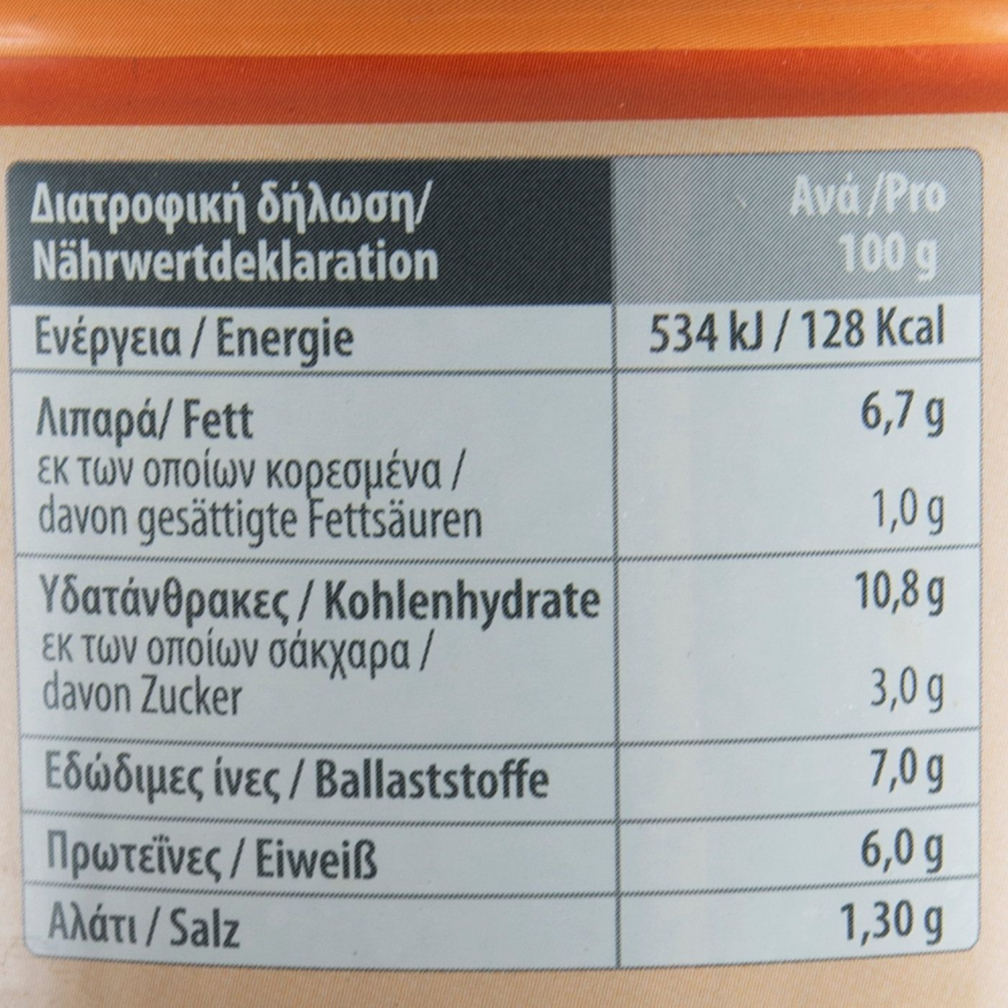 Διατροφική δήλωση/
Nährwertdeklaration
Ανά /Pro
100 g
Ενέργεια / Energie
534 kJ / 128 Kcal
Λιπαρά/ Fett
6,7 g
εκ των οποίων κορεσμένα /
davon gesättigte Fettsäuren
1,0 g
Υδατάνθρακες / Kohlenhydrate
10,8 g
εκ των οποίων σάκχαρα /
davon Zucker
3,0 g
Εδώδιμες ίνες / Ballaststoffe
7,0 g
Πρωτεϊνες / Eiweiß
6,0 g
Αλάτι / Salz
1,30 g